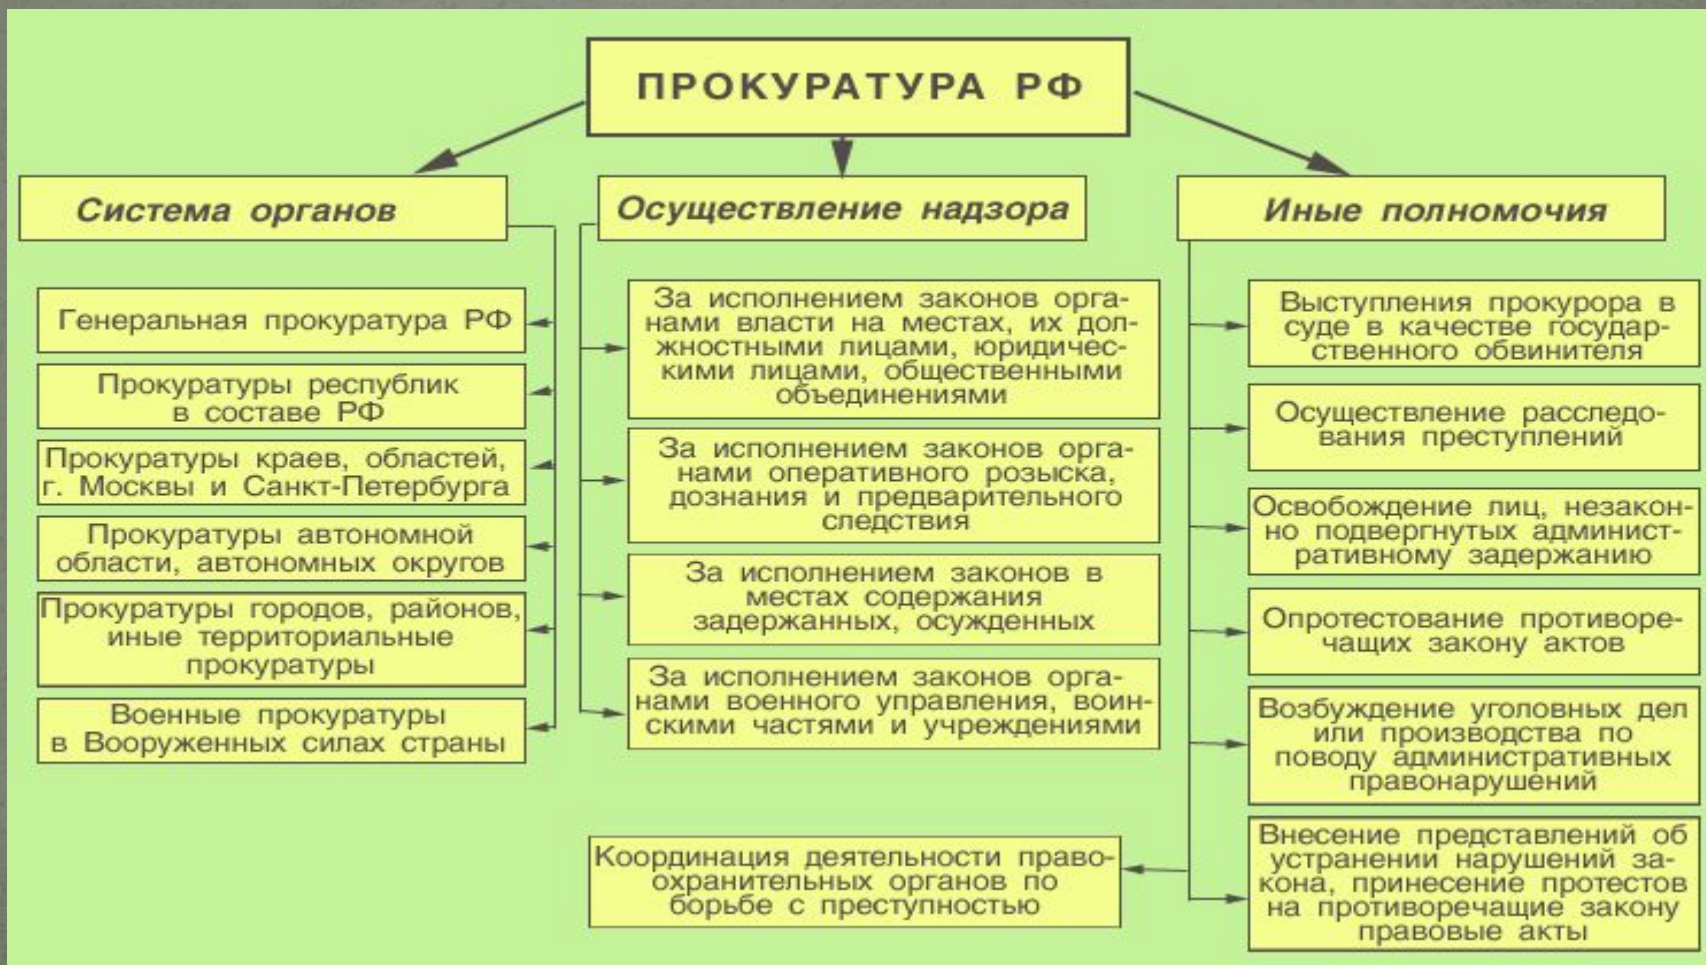 ПРОКУРАТУРА РФ
Система органов
Генеральная прокуратура РФ
Прокуратуры республик
в составе РФ
Прокуратуры краев, областей,
г. Москвы и Санкт-Петербурга
Прокуратуры автономной
области, автономных округов
Прокуратуры городов, районов,
иные территориальные
прокуратуры
Военные прокуратуры
в Вооруженных силах страны
Осуществление надзора
За исполнением законов орга-
нами власти на местах, их дол-
жностными лицами, юридичес-
кими лицами, общественными
объединениями
За исполнением законов орга-
нами оперативного розыска,
дознания и предварительного
следствия
За исполнением законов в
местах содержания
задержанных, осужденных
За исполнением законов орга-
нами военного управления, воин-
скими частями и учреждениями
Иные полномочия
Выступления прокурора в
суде в качестве государ-
ственного обвинителя
Осуществление расследо-
вания преступлений
Освобождение лиц, незакон-
но подвергнутых админист-
ративному задержанию
Опротестование противоре-
чащих закону актов
Возбуждение уголовных дел
или производства по
поводу административных
правонарушений
Внесение представлений об
устранении нарушений за-
кона, принесение протестов
на противоречащие закону
правовые акты
Координация деятельности право-
охранительных органов по
борьбе с преступностью